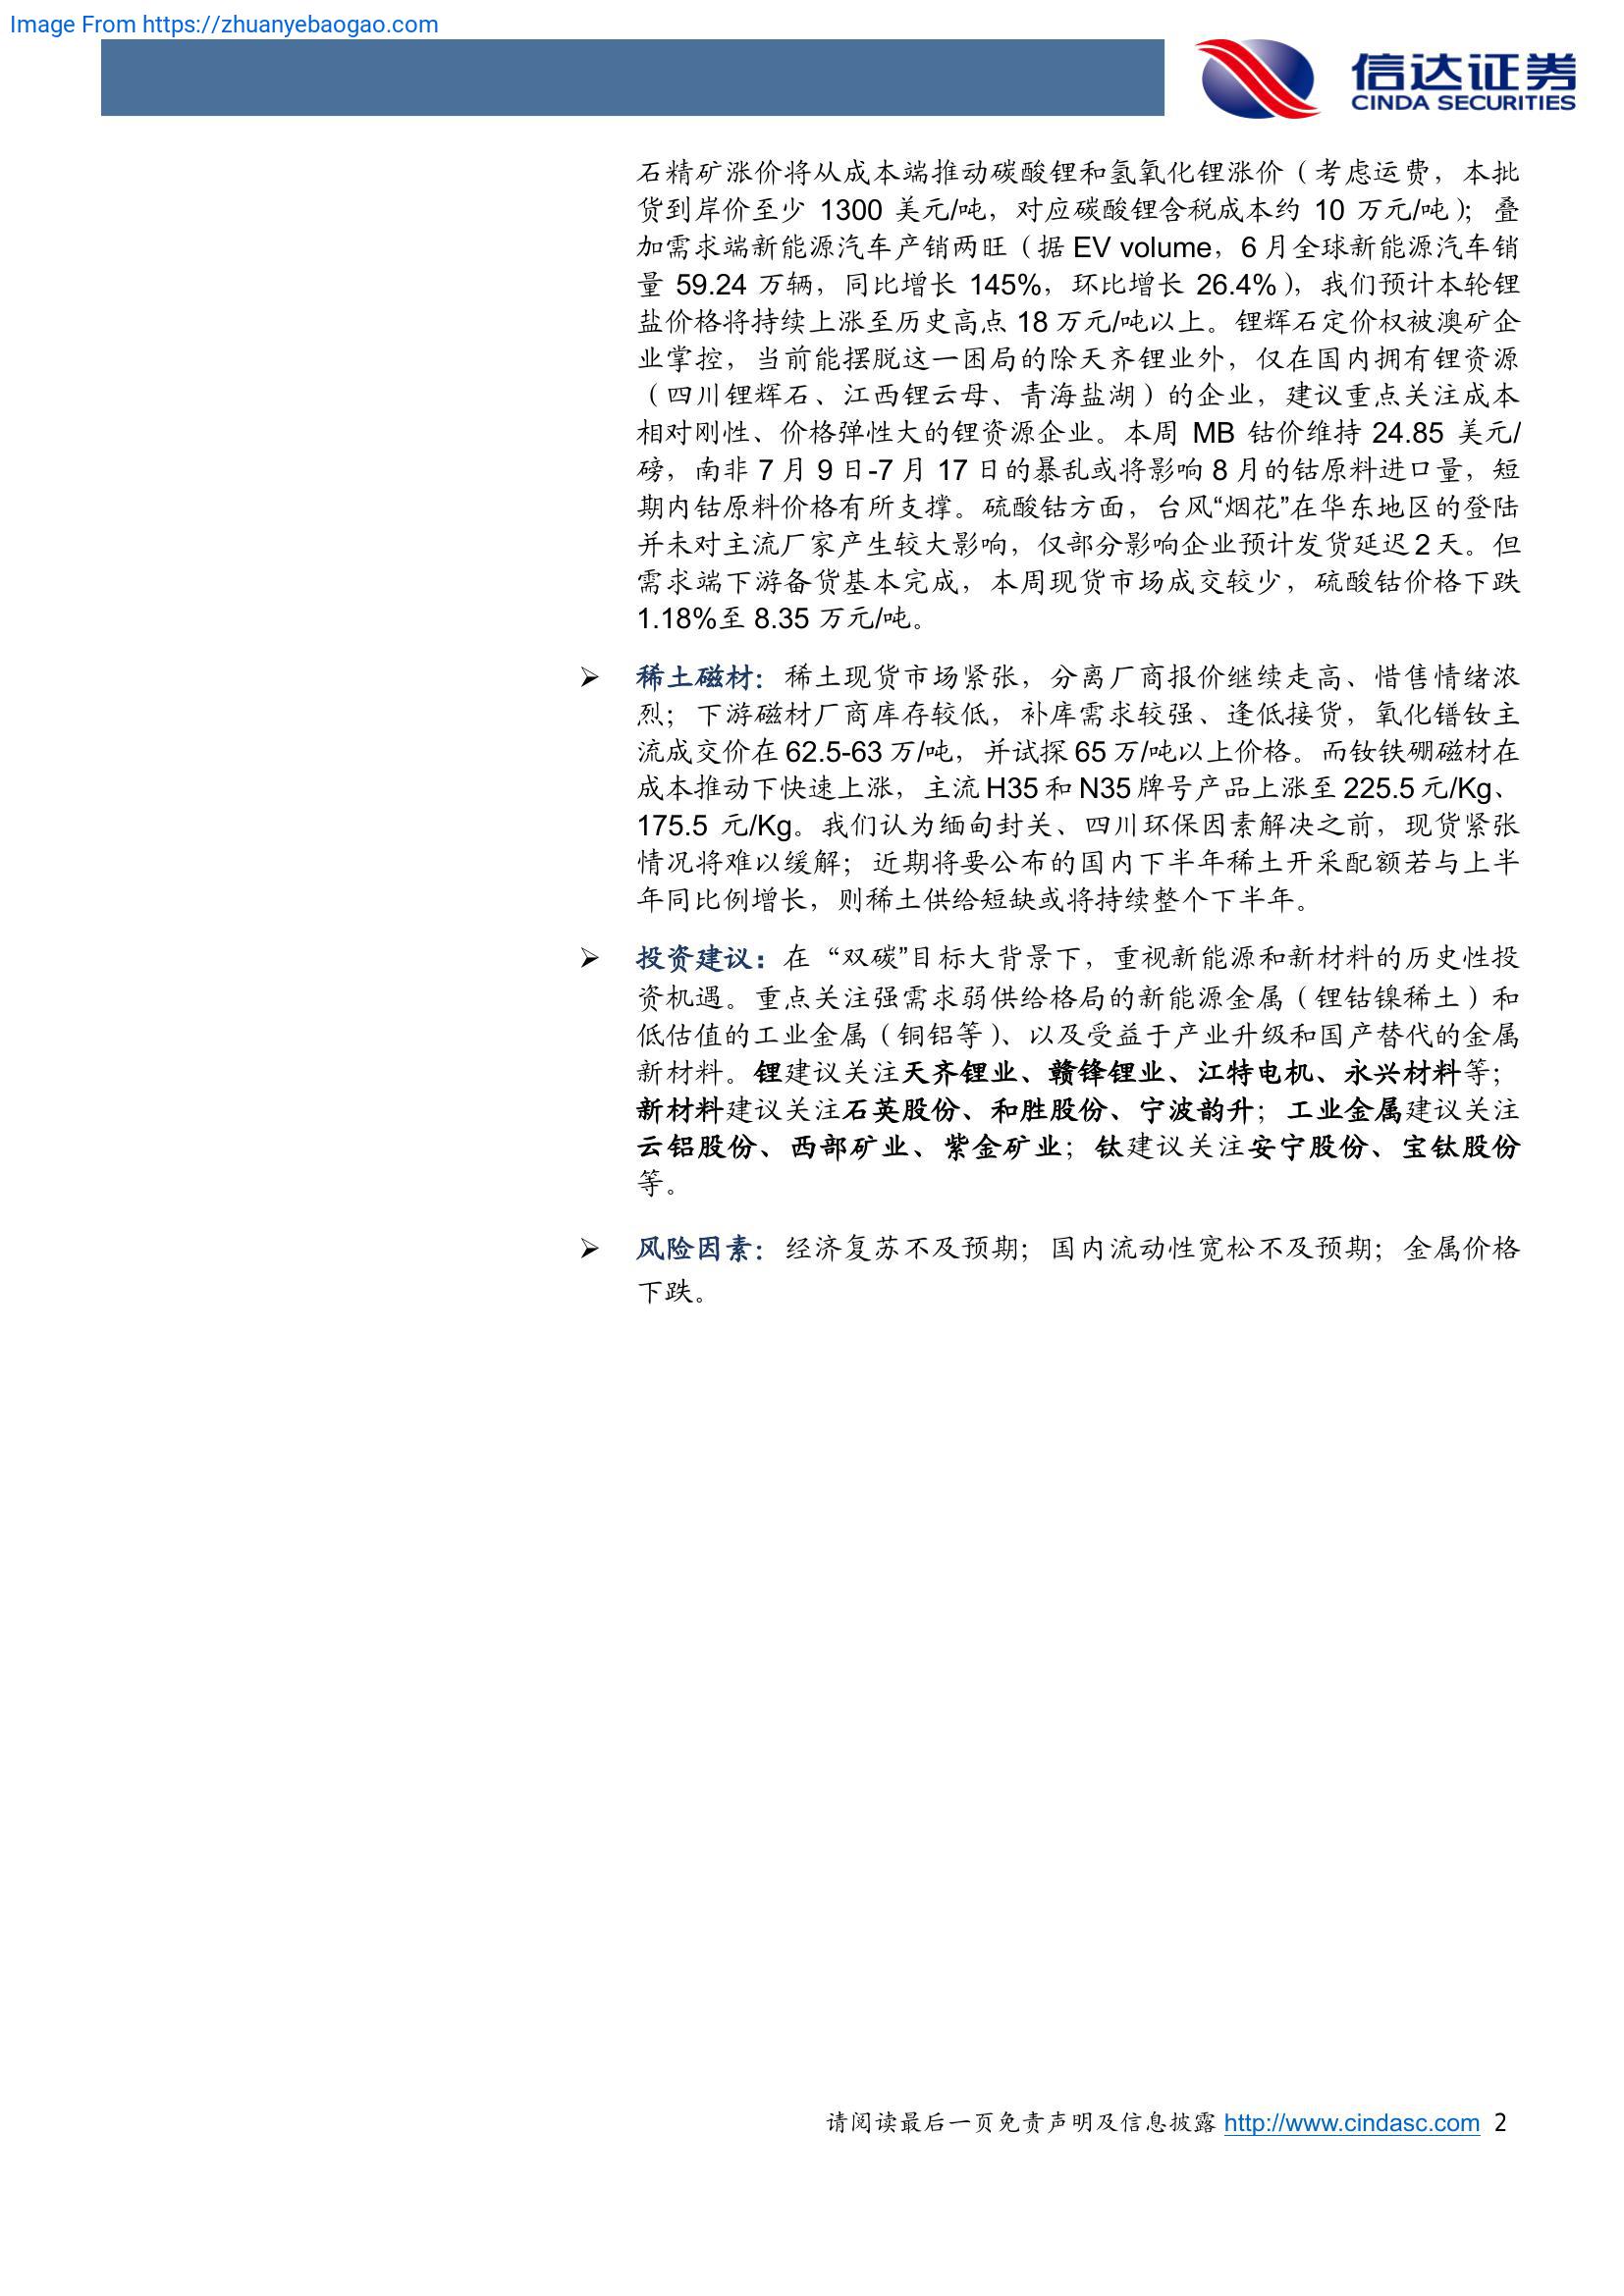 Image From https://zhuanyebaogao.com
信达证券
CINDA SECURITIES
石精矿涨价将从成本端推动碳酸锂和氢氧化锂涨价（考虑运费，本批
货到岸价至少 1300 美元/吨，对应碳酸锂含税成本约 10 万元/吨）；叠
加需求端新能源汽车产销两旺（据 EV volume，6 月全球新能源汽车销
量 59.24 万辆，同比增长 145%，环比增长 26.4%），我们预计本轮锂
盐价格将持续上涨至历史高点 18 万元/吨以上。锂辉石定价权被澳矿企
业掌控，当前能摆脱这一困局的除天齐锂业外，仅在国内拥有锂资源
（四川锂辉石、江西锂云母、青海盐湖）的企业，建议重点关注成本
相对刚性、价格弹性大的锂资源企业。本周 MB 钴价维持 24.85 美元/
磅，南非 7 月 9 日-7 月 17 日的暴乱或将影响 8 月的钴原料进口量，短
期内钴原料价格有所支撑。硫酸钴方面，台风“烟花”在华东地区的登陆
并未对主流厂家产生较大影响，仅部分影响企业预计发货延迟 2 天。但
需求端下游备货基本完成，本周现货市场成交较少，硫酸钴价格下跌
1.18%至 8.35 万元/吨。
➢ 稀土磁材：稀土现货市场紧张，分离厂商报价继续走高、惜售情绪浓
烈；下游磁材厂商库存较低，补库需求较强、逢低接货，氧化镨钕主
流成交价在 62.5-63 万/吨，并试探 65 万/吨以上价格。而钕铁硼磁材在
成本推动下快速上涨，主流 H35 和 N35 牌号产品上涨至 225.5 元/Kg、
175.5 元/Kg。我们认为缅甸封关、四川环保因素解决之前，现货紧张
情况将难以缓解；近期将要公布的国内下半年稀土开采配额若与上半
年同比例增长，则稀土供给短缺或将持续整个下半年。
➢ 投资建议：在 “双碳”目标大背景下，重视新能源和新材料的历史性投
资机遇。重点关注强需求弱供给格局的新能源金属（锂钴镍稀土）和
低估值的工业金属（铜铝等）、以及受益于产业升级和国产替代的金属
新材料。锂建议关注天齐锂业、赣锋锂业、江特电机、永兴材料等；
新材料建议关注石英股份、和胜股份、宁波韵升；工业金属建议关注
云铝股份、西部矿业、紫金矿业；钛建议关注安宁股份、宝钛股份
等。
➢ 风险因素：经济复苏不及预期；国内流动性宽松不及预期；金属价格
下跌。
请阅读最后一页免责声明及信息披露 http://www.cindasc.com 2